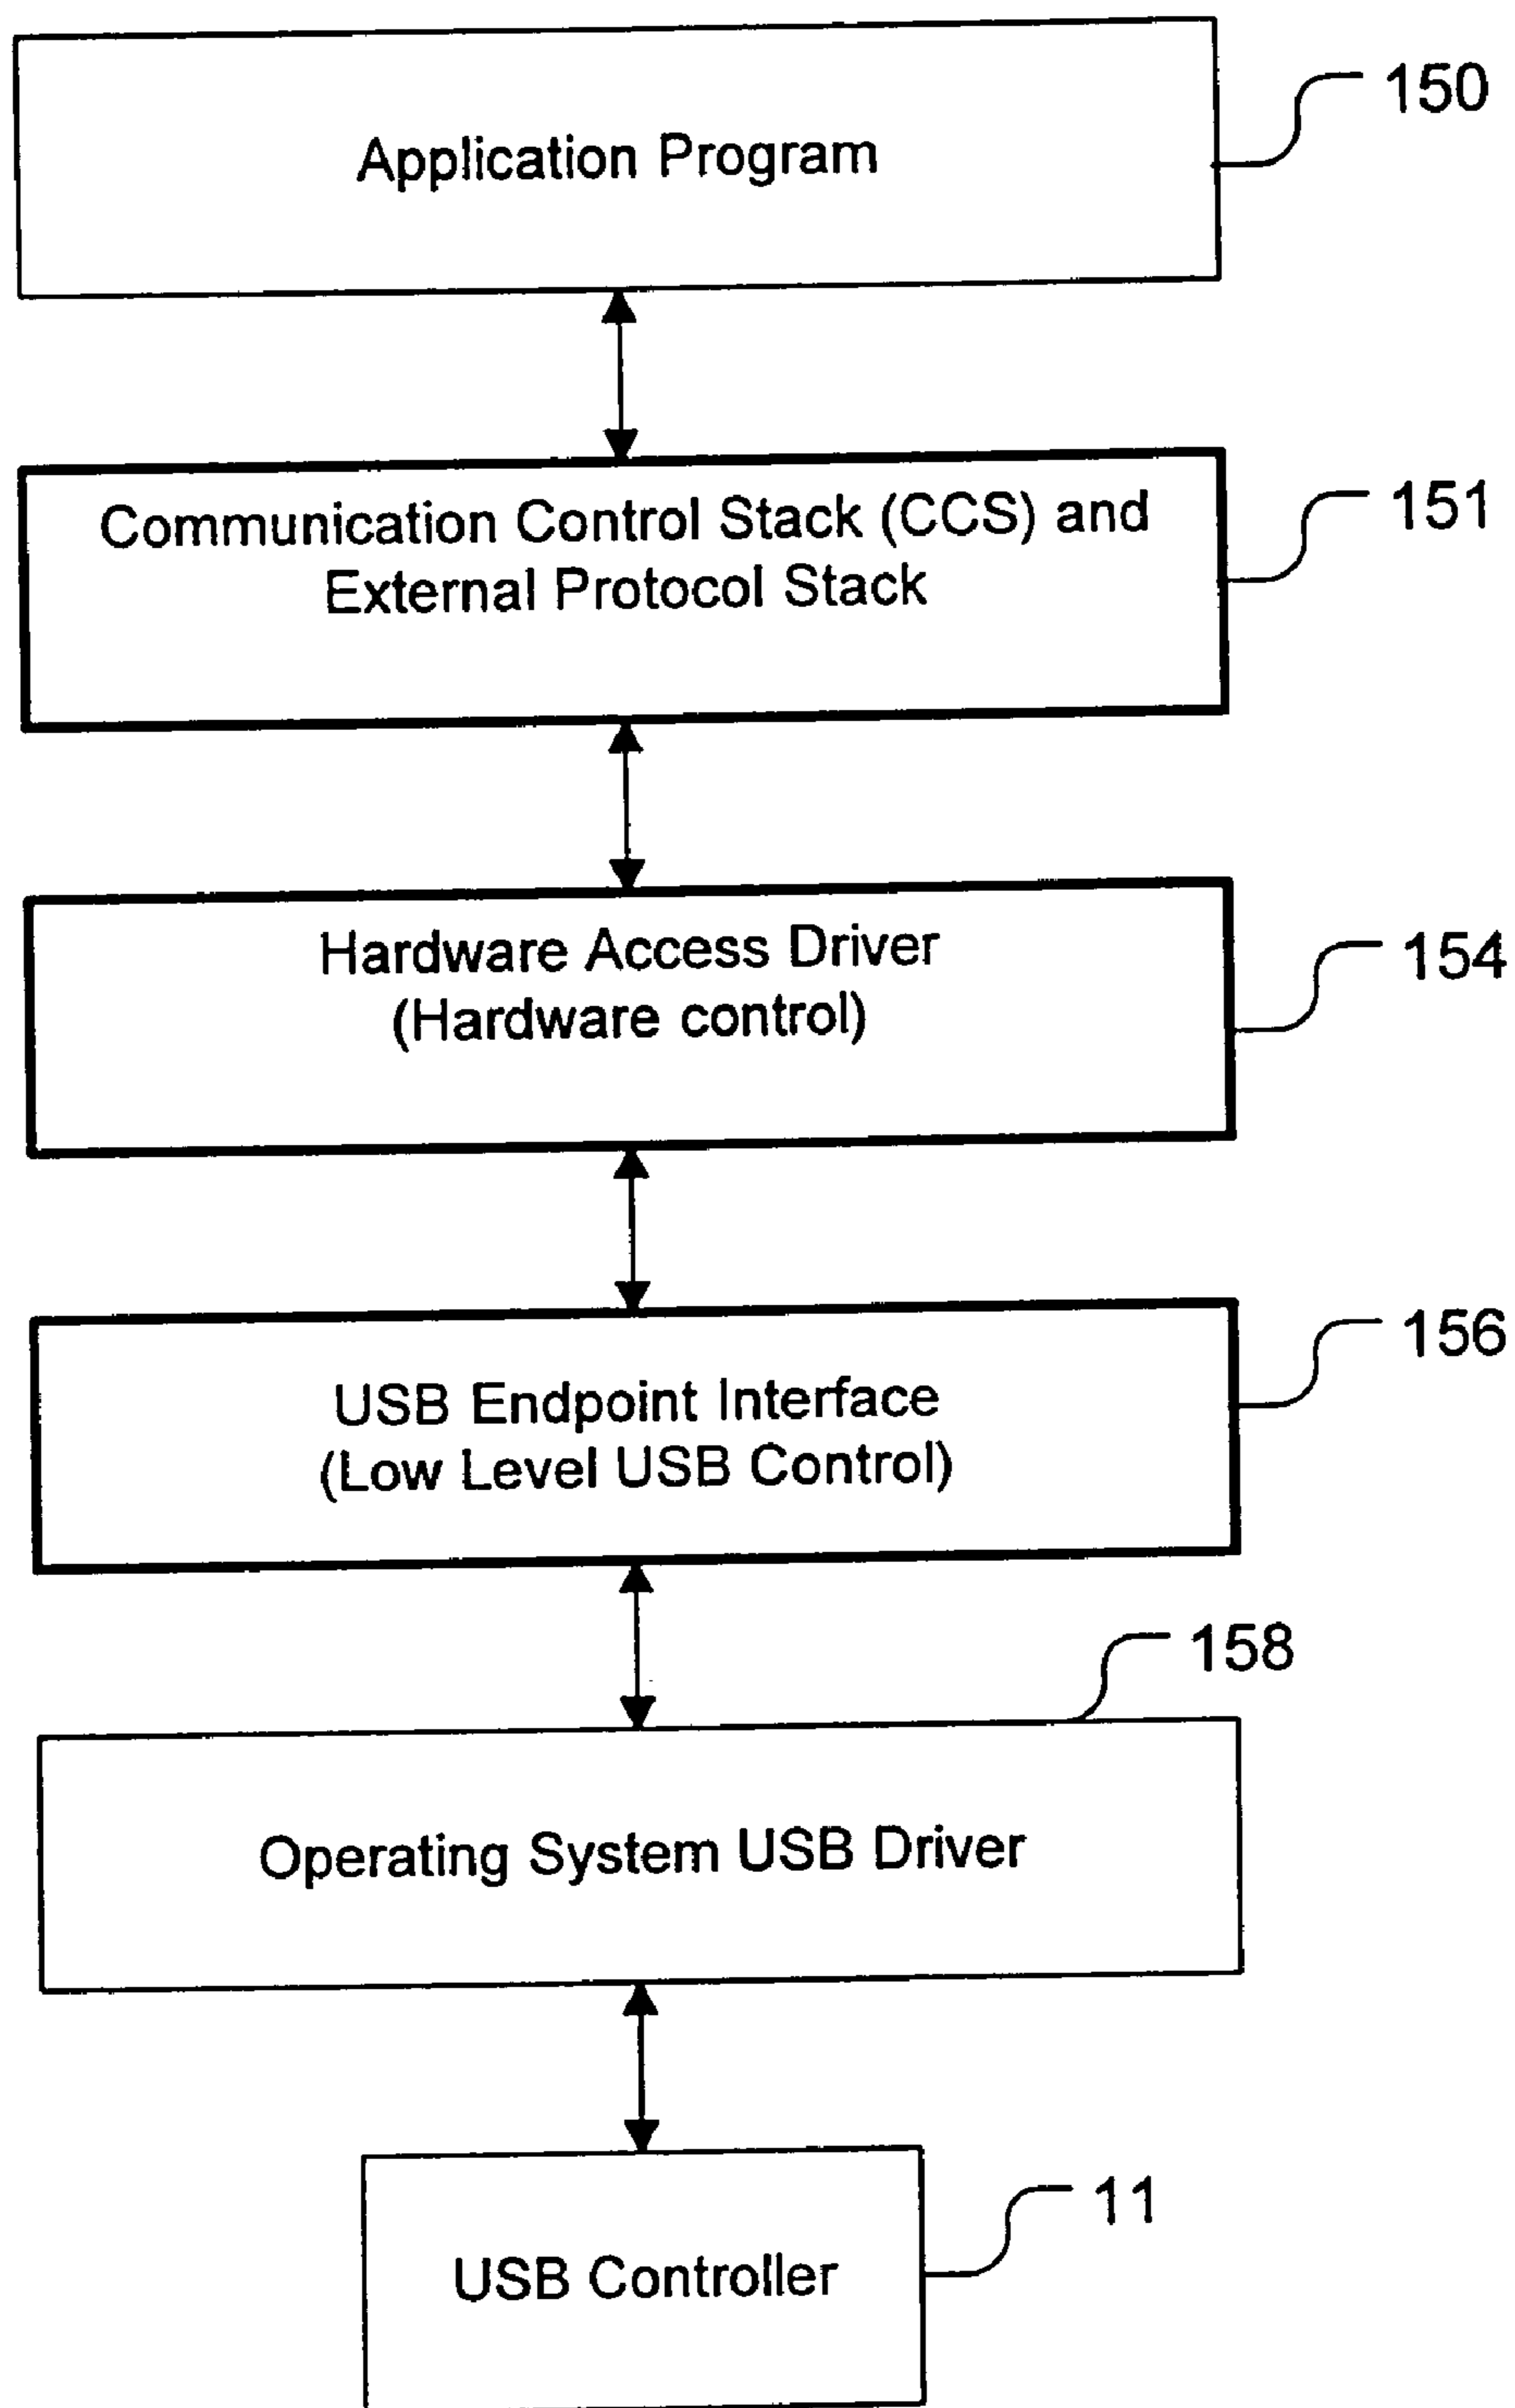 Application Program
150
Communication Control Stack (CCS) and
External Protocol Stack
151
Hardware Access Driver
(Hardware control)
154
USB Endpoint Interface
(Low Level USB Control)
156
158
Operating System USB Driver
USB Controller
11